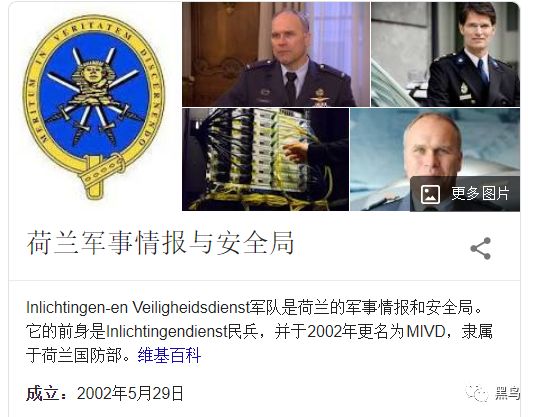 MERITUM IN VERITATEM DISCIENENDO
更多图片
荷兰军事情报与安全局
Inlichtingen-en Veiligheidsdienst军队是荷兰的军事情报和安全局。
它的前身是Inlichtingendienst民兵，并于2002年更名为MIVD，隶属
于荷兰国防部。维基百科
成立：2002年5月29日
黑鸟